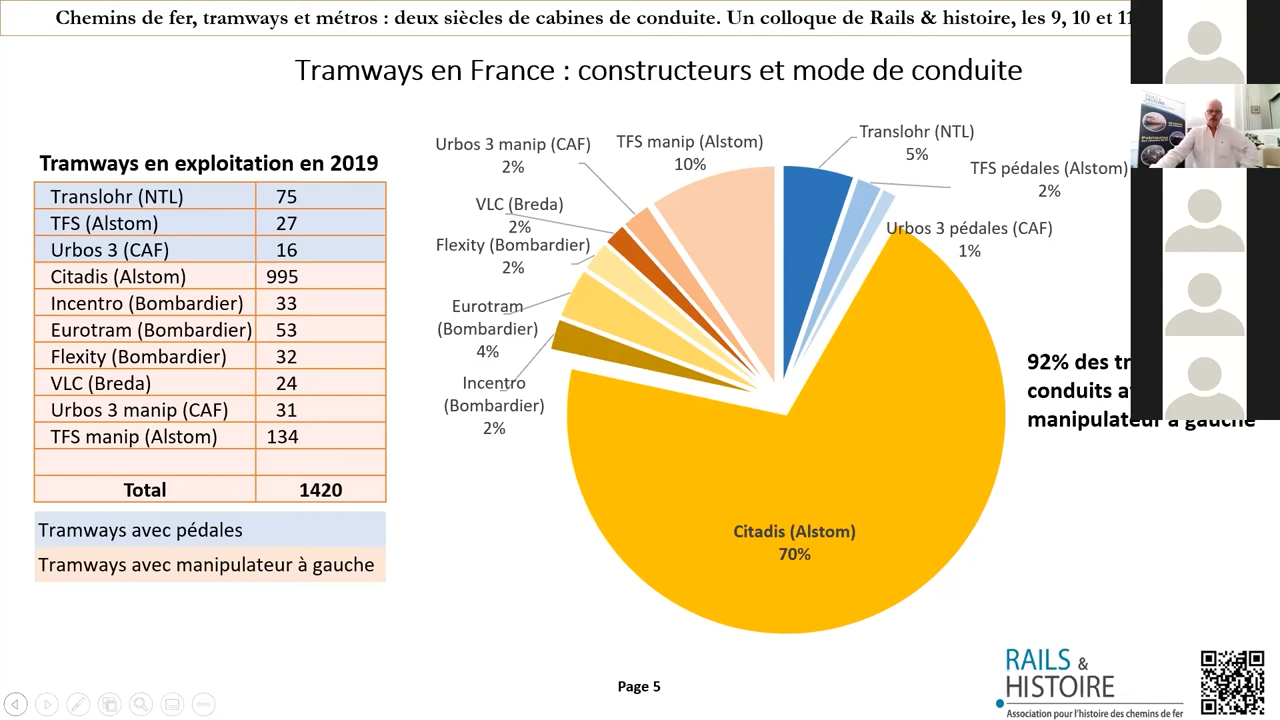 Chemins de fer, tramways et métros : deux siècles de cabines de conduite. Un colloque de Rails & histoire, les 9, 10 et 11
Tramways en France : constructeurs et mode de conduite
Tramways en exploitation en 2019
Translohr (NTL) 75
TFS (Alstom) 27
Urbos 3 (CAF) 16
Citadis (Alstom) 995
Incentro (Bombardier) 33
Eurotram (Bombardier) 53
Flexity (Bombardier) 32
VLC (Breda) 24
Urbos 3 manip (CAF) 31
TFS manip (Alstom) 134
Total 1420
Tramways avec pédales
Tramways avec manipulateur à gauche
Urbos 3 manip (CAF)
2%
TFS manip (Alstom)
10%
Translohr (NTL)
5%
TFS pédales (Alstom)
2%
Urbos 3 pédales (CAF)
1%
VLC (Breda)
2%
Flexity (Bombardier)
2%
Eurotram
(Bombardier)
4%
Incentro
(Bombardier)
2%
Citadis (Alstom)
70%
92% des
conduits
manipulateur à gauche
RAILS &
HISTOIRE
Page 5
RAILS &
HISTOIRE
Association pour l'histoire des chemins de fer